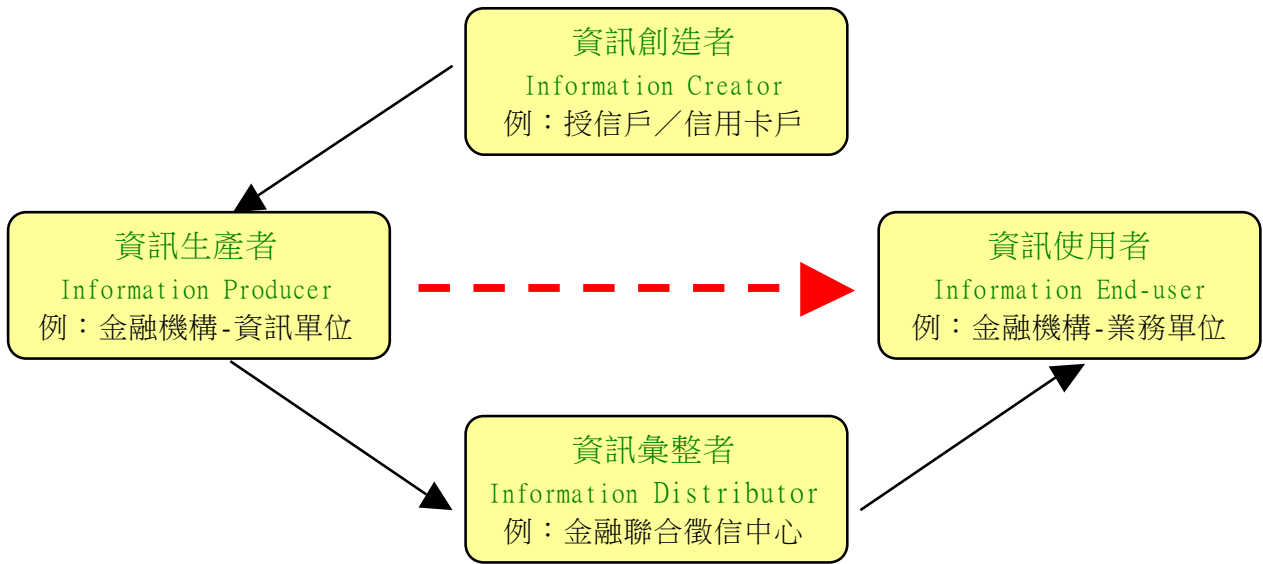 資訊創造者
Information Creator
例：授信戶／信用卡戶
資訊生產者
Information Producer
例：金融機構-資訊單位
資訊使用者
Information End-user
例：金融機構-業務單位
資訊彙整者
Information Distributor
例：金融聯合徵信中心